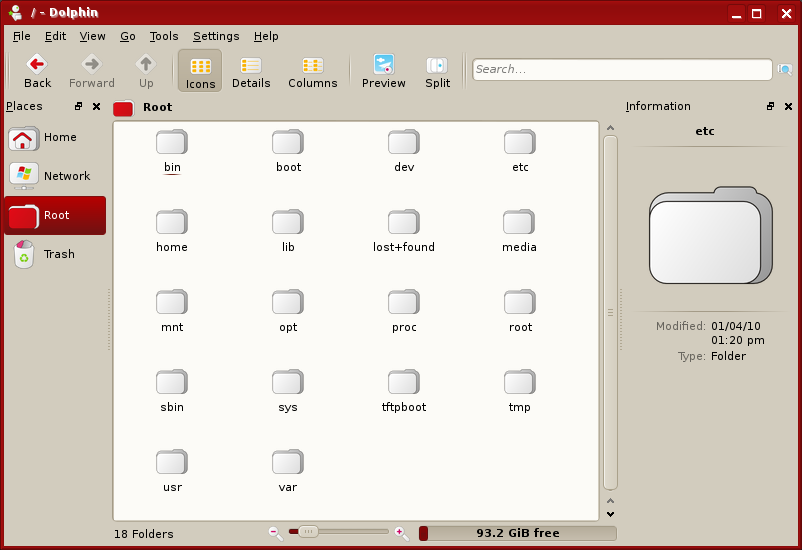 / - Dolphin
File Edit View Go Tools Settings Help
Back Forward Up Icons Details Columns Preview Split Search...
Places
Home
Network
Root
Trash
Root
bin boot dev etc
home lib lost+found media
mnt opt proc root
sbin sys tftpboot tmp
usr var
18 Folders
93.2 GiB free
Information
etc
Modified: 01/04/10
01:20 pm
Type: Folder